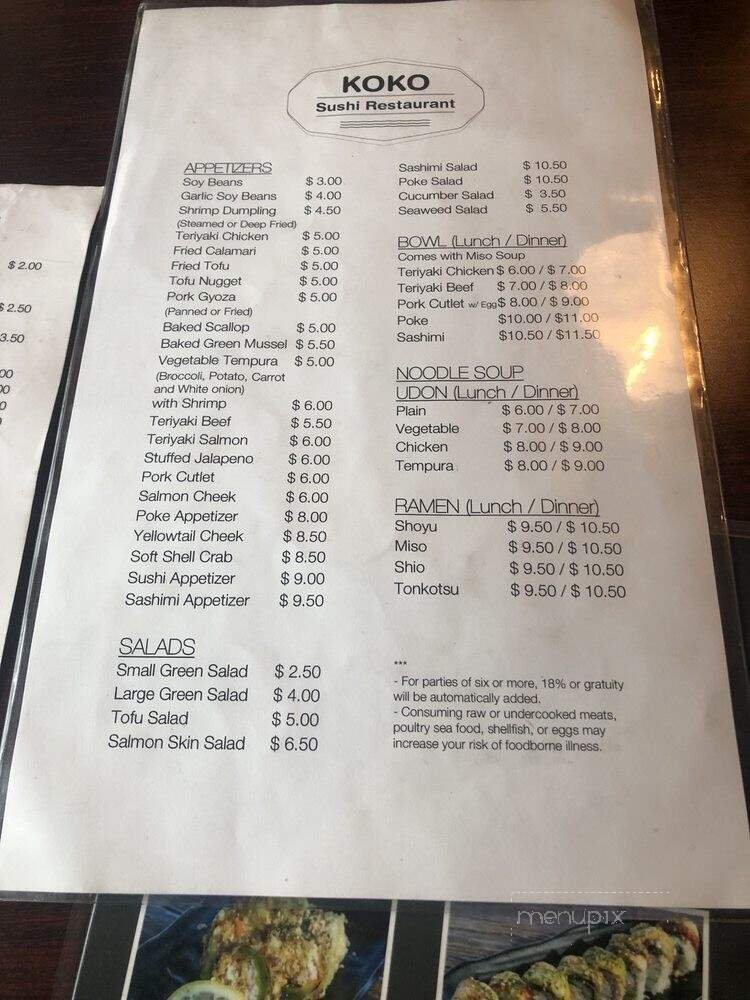 KOKO
Sushi Restaurant
APPETIZERS
Soy Beans $ 3.00
Garlic Soy Beans $ 4.00
Shrimp Dumpling $ 4.50
(Steamed or Deep Fried)
Teriyaki Chicken $ 5.00
Fried Calamari $ 5.00
Fried Tofu $ 5.00
Tofu Nugget $ 5.00
Pork Gyoza $ 5.00
(Panned or Fried)
Baked Scallop $ 5.00
Baked Green Mussel $ 5.50
Vegetable Tempura $ 5.00
(Broccoli, Potato, Carrot
and White onion)
with Shrimp $ 6.00
Teriyaki Beef $ 5.50
Teriyaki Salmon $ 6.00
Stuffed Jalapeno $ 6.00
Pork Cutlet $ 6.00
Salmon Cheek $ 6.00
Poke Appetizer $ 8.00
Yellowtail Cheek $ 8.50
Soft Shell Crab $ 8.50
Sushi Appetizer $ 9.00
Sashimi Appetizer $ 9.50
SALADS
Small Green Salad $ 2.50
Large Green Salad $ 4.00
Tofu Salad $ 5.00
Salmon Skin Salad $ 6.50
Sashimi Salad $ 10.50
Poke Salad $ 10.50
Cucumber Salad $ 3.50
Seaweed Salad $ 5.50
BOWL (Lunch / Dinner)
Comes with Miso Soup
Teriyaki Chicken $ 6.00 / $ 7.00
Teriyaki Beef $ 7.00 / $ 8.00
Pork Cutlet w/ Egg $ 8.00 / $ 9.00
Poke $10.00 / $11.00
Sashimi $10.50 / $11.50
NOODLE SOUP
UDON (Lunch / Dinner)
Plain $ 6.00 / $ 7.00
Vegetable $ 7.00 / $ 8.00
Chicken $ 8.00 / $ 9.00
Tempura $ 8.00 / $ 9.00
RAMEN (Lunch / Dinner)
Shoyu $ 9.50 / $ 10.50
Miso $ 9.50 / $ 10.50
Shio $ 9.50 / $ 10.50
Tonkotsu $ 9.50 / $ 10.50
***
- For parties of six or more, 18% or gratuity
will be automatically added.
- Consuming raw or undercooked meats,
poultry sea food, shellfish, or eggs may
increase your risk of foodborne illness.
$ 2.00
$ 2.50
3.50
menupix